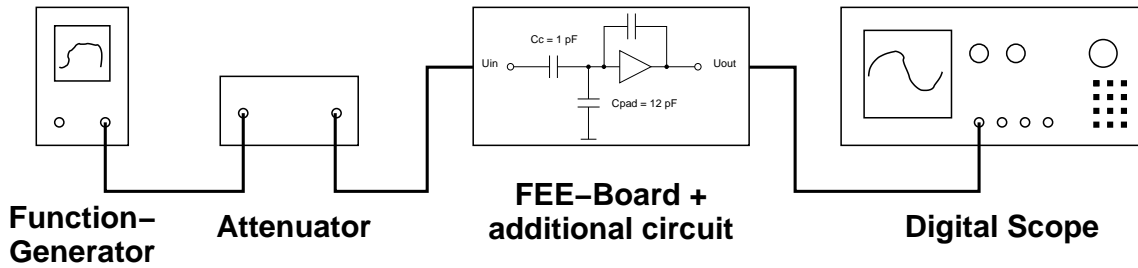 Cc = 1 pF
Uin
Uout
Cpad = 12 pF
Function–
Generator
Attenuator
FEE–Board +
additional circuit
Digital Scope